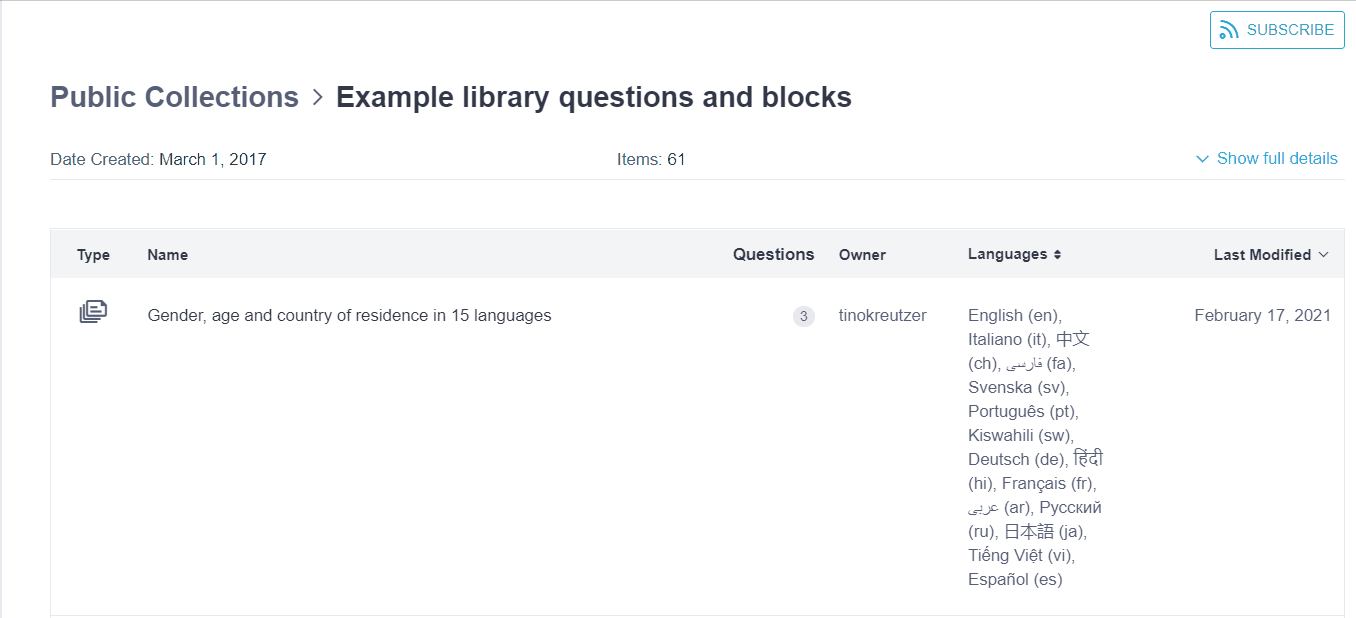 SUBSCRIBE
Public Collections > Example library questions and blocks
Date Created: March 1, 2017 Items: 61 Show full details
Type Name Questions Owner Languages Last Modified
Gender, age and country of residence in 15 languages 3 tinokreutzer English (en), February 17, 2021
Italiano (it), 中文
(ch), فارسی (fa),
Svenska (sv),
Português (pt),
Kiswahili (sw),
Deutsch (de), हिंदी
(hi), Français (fr),
عربى (ar), Русский
(ru), 日本語 (ja),
Tiếng Việt (vi),
Español (es)